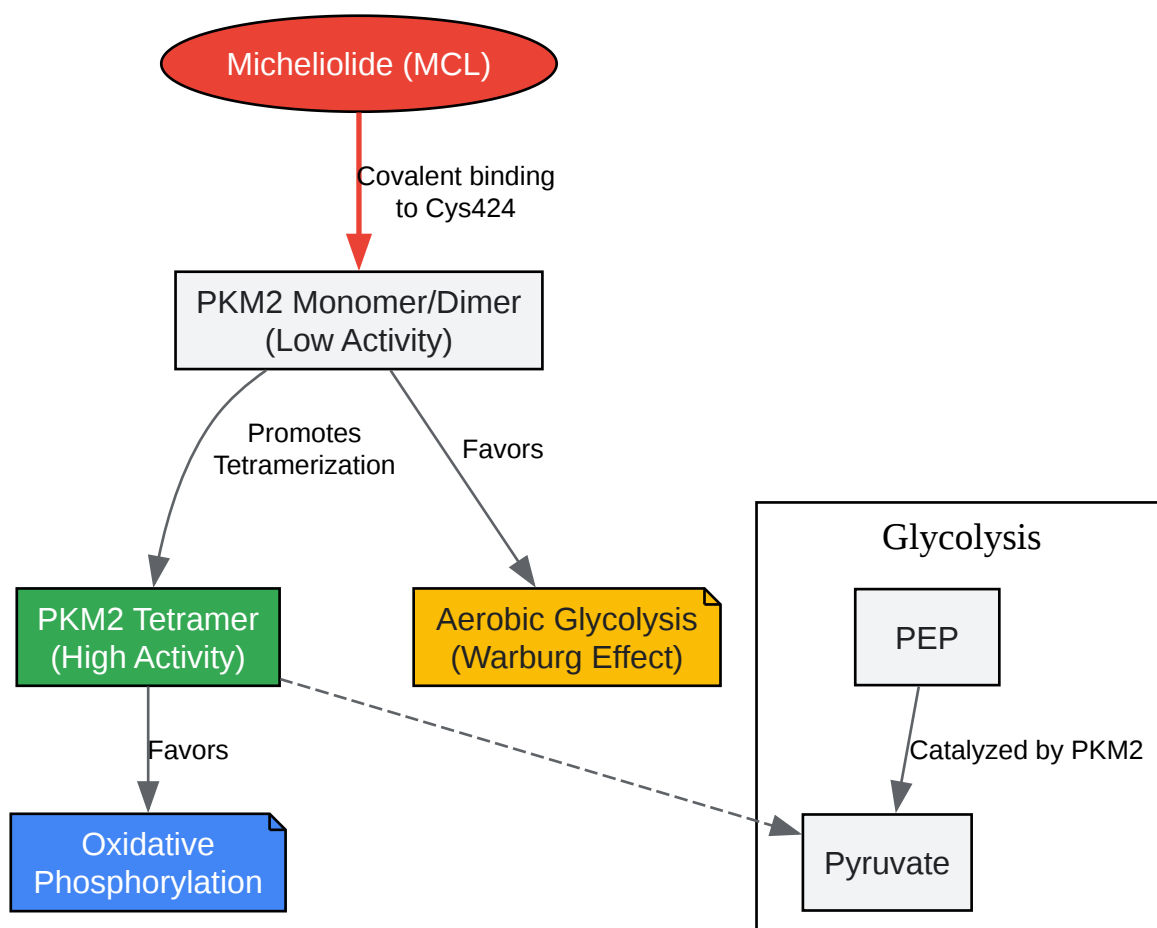 Micheliolide (MCL)
Covalent binding
to Cys424
PKM2 Monomer/Dimer
(Low Activity)
Promotes
Tetramerization
Favors
PKM2 Tetramer
(High Activity)
Aerobic Glycolysis
(Warburg Effect)
Favors
Oxidative
Phosphorylation
Glycolysis
PEP
Catalyzed by PKM2
Pyruvate